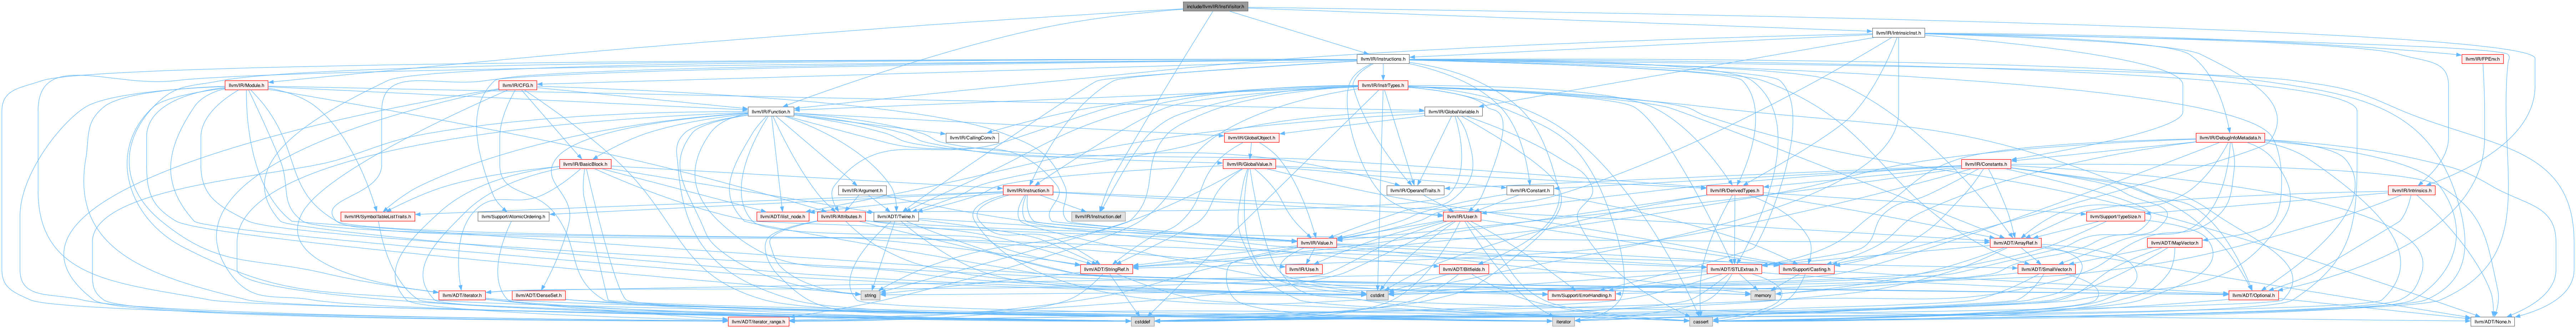 include/llvm/IR/InstVisitor.h
llvm/IR/IntrinsicInst.h
llvm/IR/Instructions.h
llvm/IR/FPEnv.h
llvm/IR/Module.h
llvm/IR/CFG.h
llvm/IR/InstrTypes.h
llvm/IR/Function.h
llvm/IR/GlobalVariable.h
llvm/IR/CallingConv.h
llvm/IR/GlobalObject.h
llvm/IR/DebugInfoMetadata.h
llvm/IR/BasicBlock.h
llvm/IR/GlobalValue.h
llvm/IR/Constants.h
llvm/IR/Argument.h
llvm/IR/Instruction.h
llvm/IR/OperandTraits.h
llvm/IR/Constant.h
llvm/IR/DerivedTypes.h
llvm/IR/Intrinsics.h
llvm/IR/SymbolTableListTraits.h
llvm/Support/AtomicOrdering.h
llvm/ADT/ilist_node.h
llvm/IR/Attributes.h
llvm/ADT/Twine.h
llvm/IR/Instruction.def
llvm/IR/User.h
llvm/Support/TypeSize.h
llvm/IR/Value.h
llvm/ADT/ArrayRef.h
llvm/ADT/MapVector.h
llvm/ADT/StringRef.h
llvm/IR/Use.h
llvm/ADT/Bitfields.h
llvm/ADT/STLExtras.h
llvm/Support/Casting.h
llvm/ADT/SmallVector.h
llvm/ADT/iterator.h
llvm/ADT/DenseSet.h
string
cstdint
llvm/Support/ErrorHandling.h
memory
llvm/ADT/Optional.h
llvm/ADT/iterator_range.h
cstddef
iterator
cassert
llvm/ADT/None.h